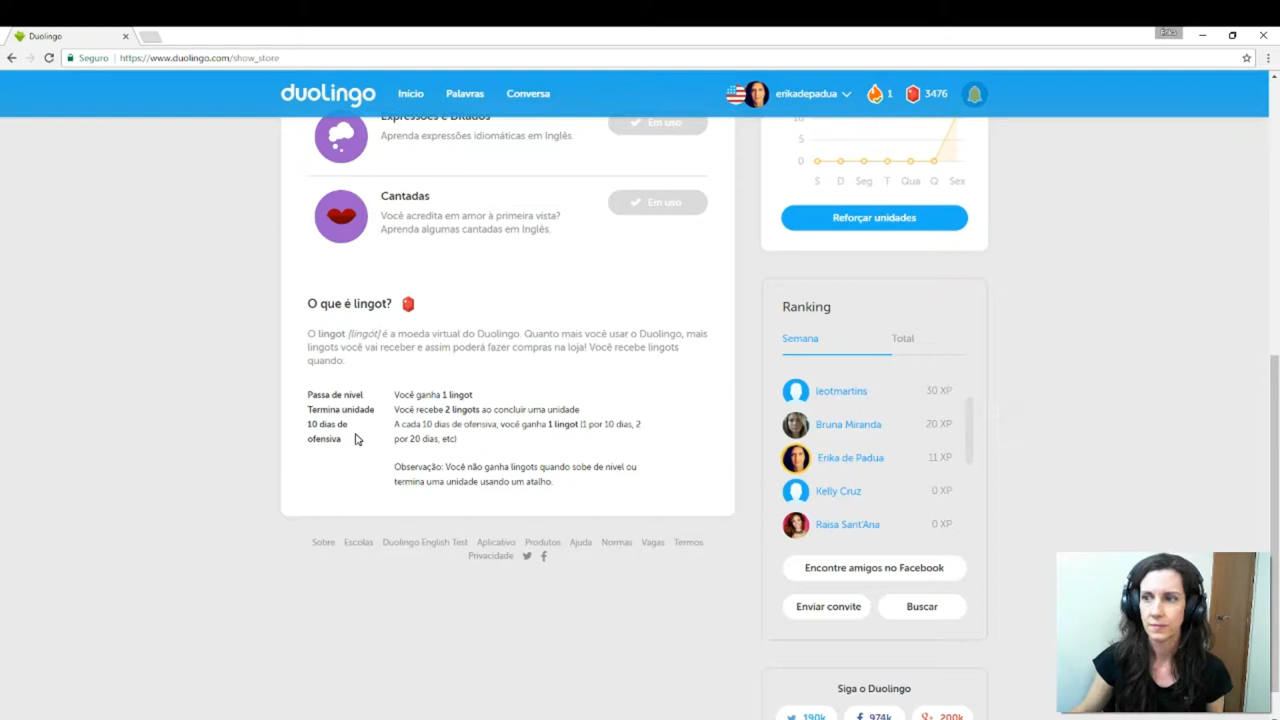 Duolingo
Erika
Seguro https://www.duolingo.com/show_store
duolingo Início Palavras Conversa erikadepadua 1 3476
Expressões e Ditados
Aprenda expressões idiomáticas em Inglês.
Em uso
Cantadas
Você acredita em amor à primeira vista?
Aprenda algumas cantadas em Inglês.
Em uso
O que é lingot?
O lingot [lingót] é a moeda virtual do Duolingo. Quanto mais você usar o Duolingo, mais
lingots você vai receber e assim poderá fazer compras na loja! Você recebe lingots
quando:
Passa de nível Você ganha 1 lingot
Termina unidade Você recebe 2 lingots ao concluir uma unidade
10 dias de A cada 10 dias de ofensiva, você ganha 1 lingot (1 por 10 dias, 2
ofensiva por 20 dias, etc)
Observação: Você não ganha lingots quando sobe de nível ou
termina uma unidade usando um atalho.
Sobre Escolas Duolingo English Test Aplicativo Produtos Ajuda Normas Vagas Termos
Privacidade
10
5
0
S D Seg T Qua Q Sex
Reforçar unidades
Ranking
Semana Total
leotmartins 30 XP
Bruna Miranda 20 XP
Erika de Padua 11 XP
Kelly Cruz 0 XP
Raisa Sant'Ana 0 XP
Encontre amigos no Facebook
Enviar convite Buscar
Siga o Duolingo
190k 974k 200k